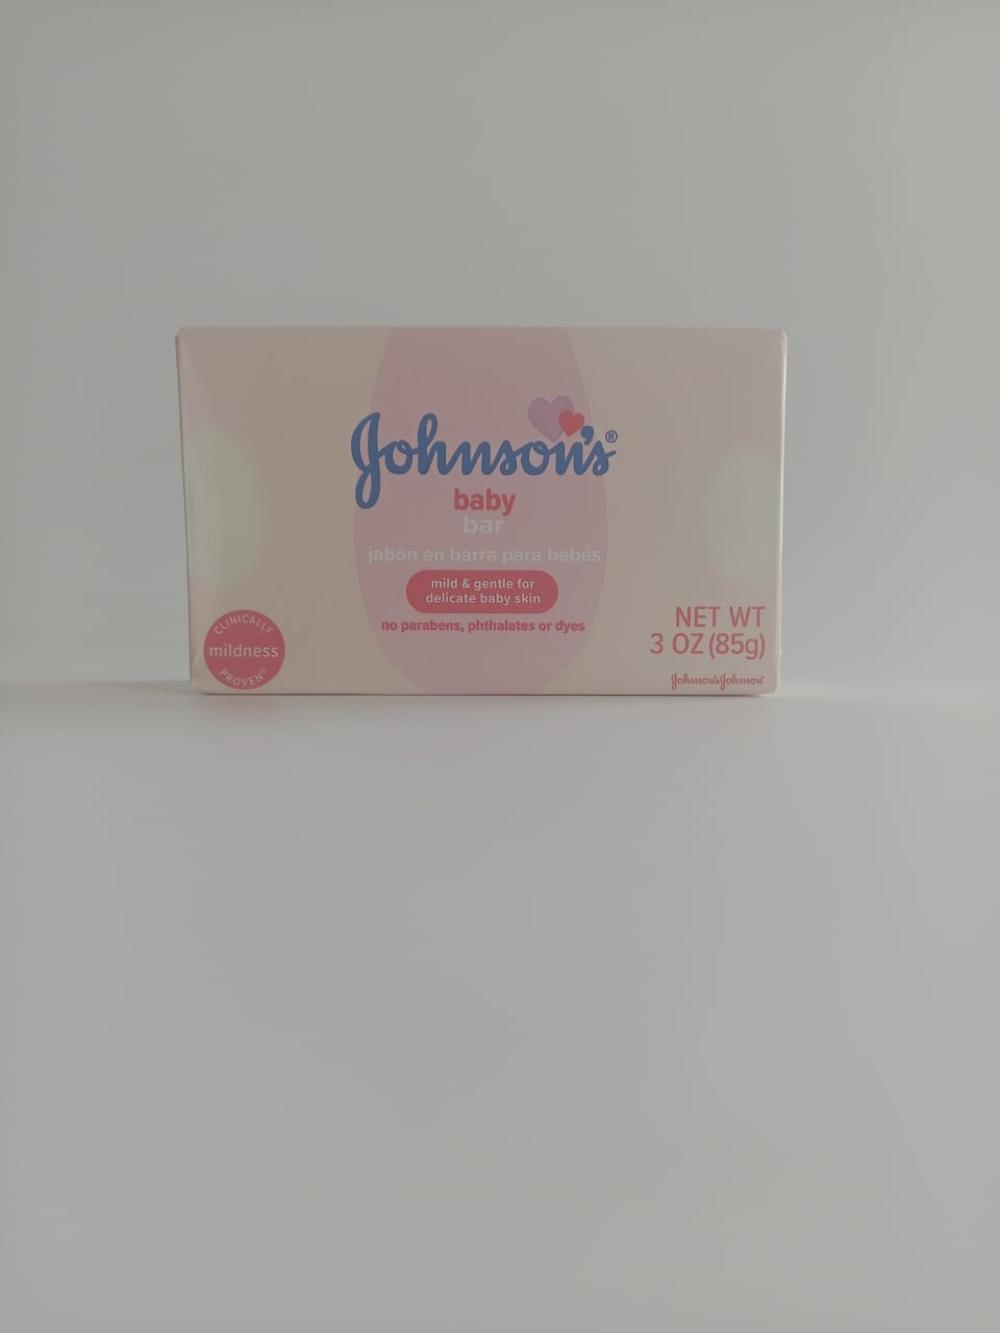 Johnson's®
baby
bar
jabón en barra para bebés
mild & gentle for
delicate baby skin
no parabens, phthalates or dyes
CLINICALLY
mildness
PROVEN®
NET WT
3 OZ (85g)
Johnson&Johnson